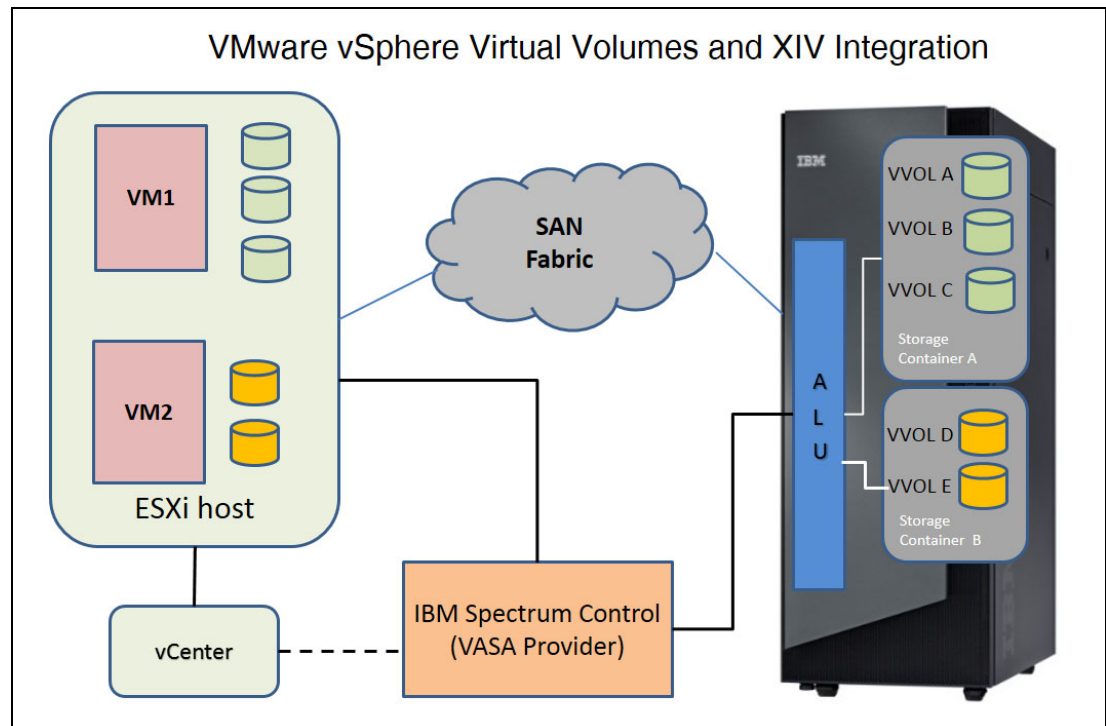 VMware vSphere Virtual Volumes and XIV Integration
VM1
VM2
ESXi host
vCenter
SAN
Fabric
IBM Spectrum Control
(VASA Provider)
IBM
A
L
U
VVOL A
VVOL B
VVOL C
Storage
Container A
VVOL D
VVOL E
Storage
Container B